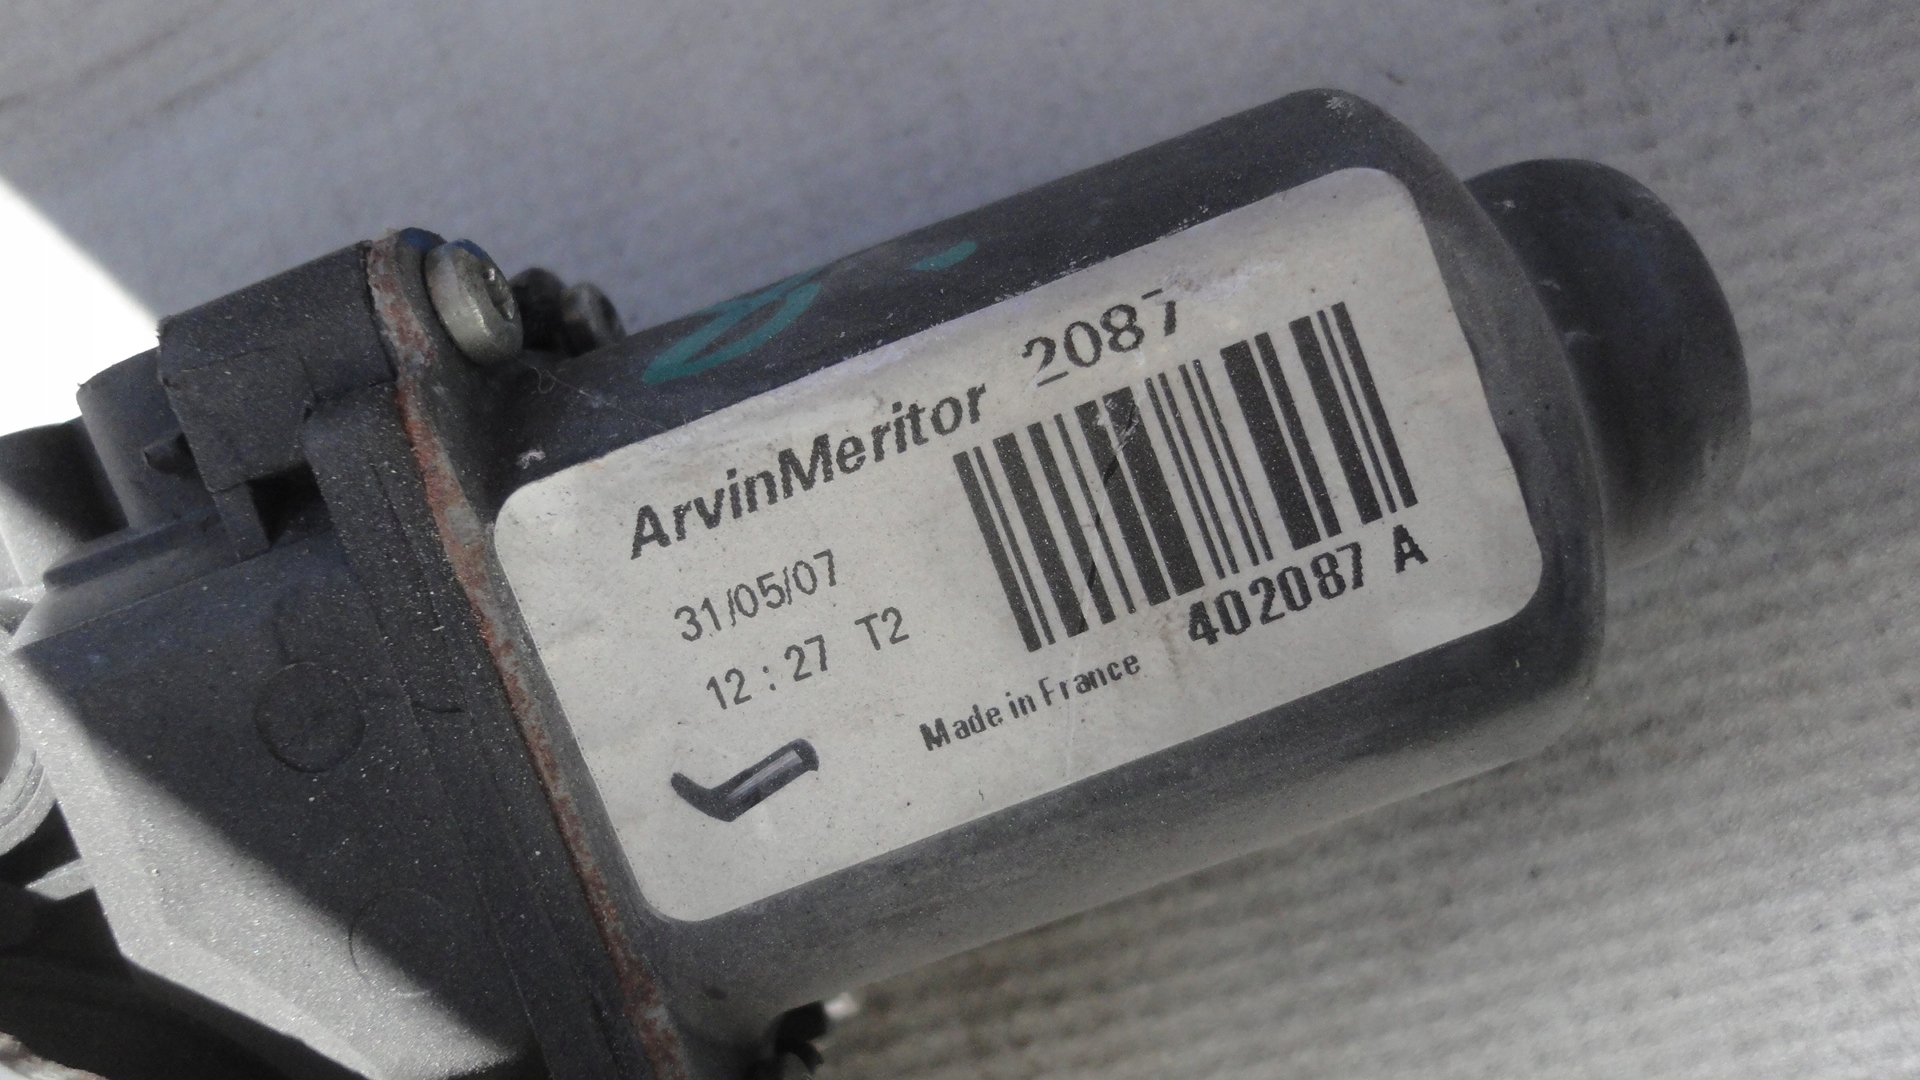 ArvinMeritor 2087
31/05/07
12:27 T2
402087 A
Made in France